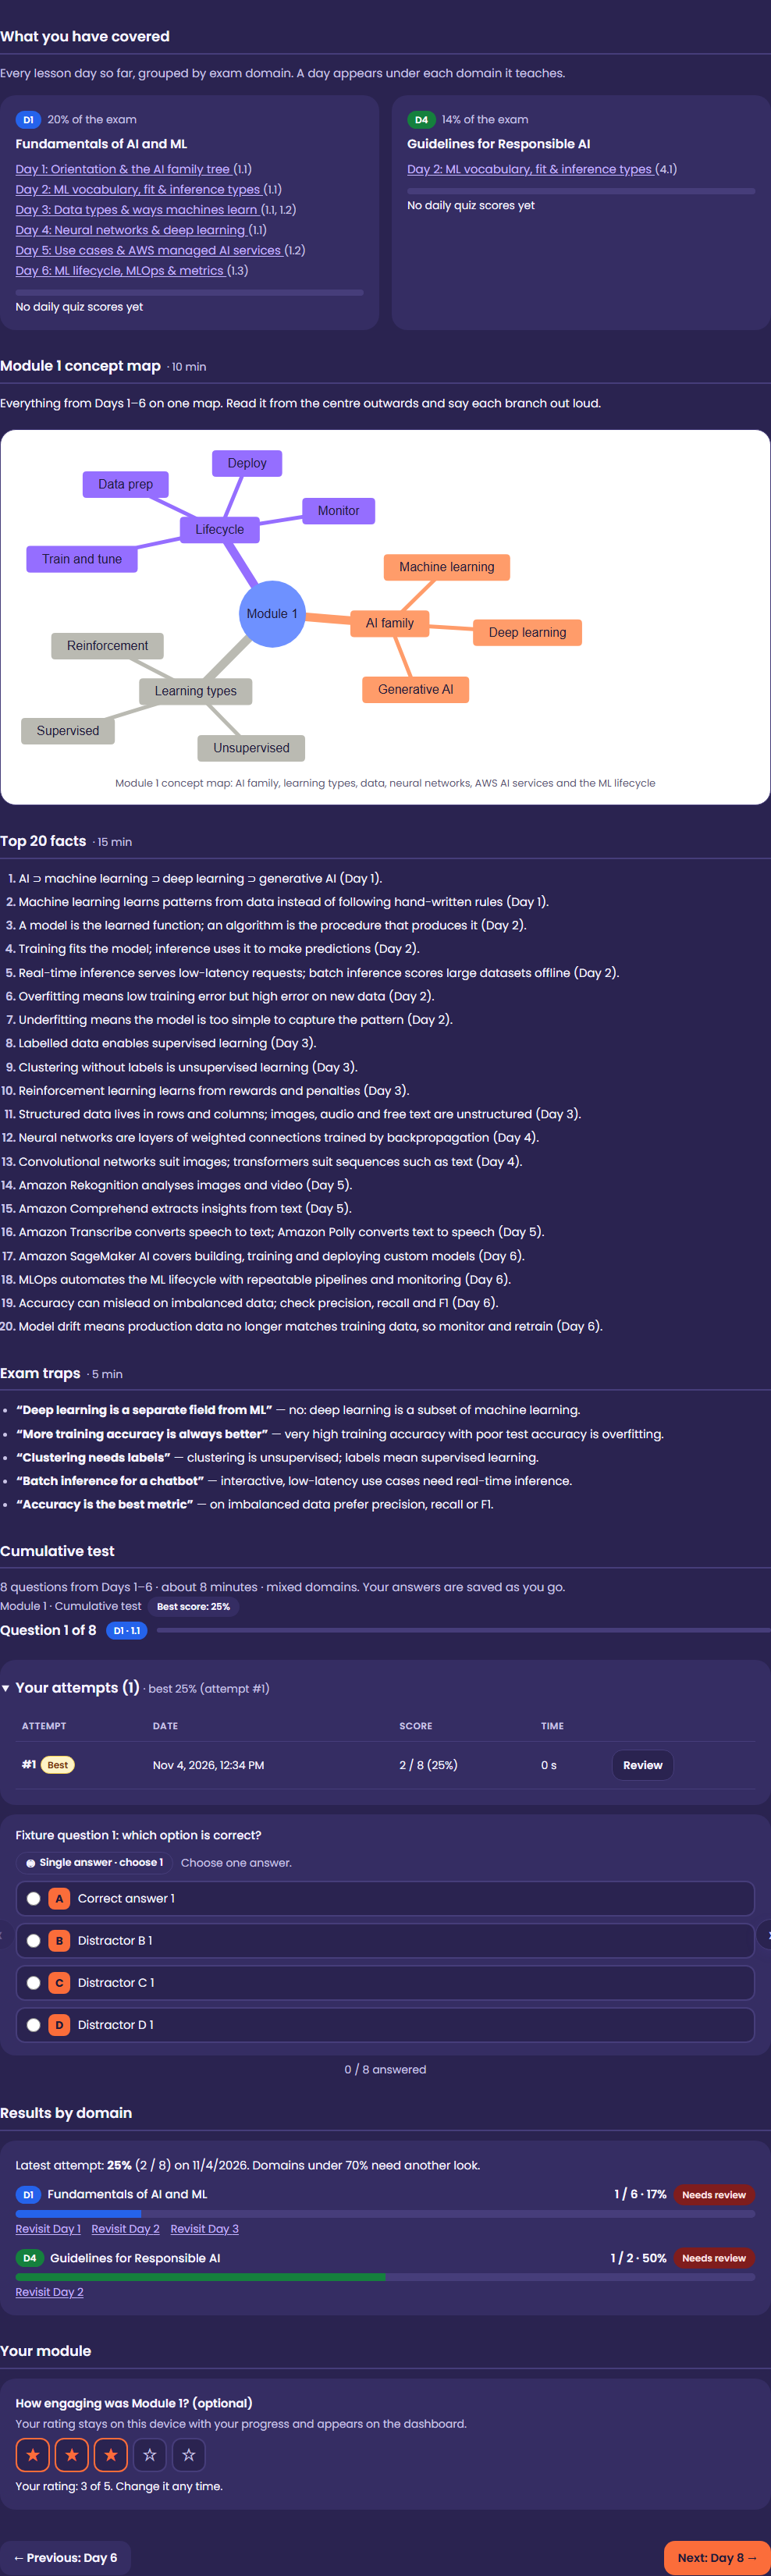 What you have covered
Every lesson day so far, grouped by exam domain. A day appears under each domain it teaches.
D1 20% of the exam
Fundamentals of AI and ML
Day 1: Orientation & the AI family tree (1.1)
Day 2: ML vocabulary, fit & inference types (1.1)
Day 3: Data types & ways machines learn (1.1, 1.2)
Day 4: Neural networks & deep learning (1.1)
Day 5: Use cases & AWS managed AI services (1.2)
Day 6: ML lifecycle, MLOps & metrics (1.3)
No daily quiz scores yet
D4 14% of the exam
Guidelines for Responsible AI
Day 2: ML vocabulary, fit & inference types (4.1)
No daily quiz scores yet
Module 1 concept map · 10 min
Everything from Days 1–6 on one map. Read it from the centre outwards and say each branch out loud.
Deploy
Data prep
Monitor
Lifecycle
Train and tune
Machine learning
Module 1
AI family
Deep learning
Reinforcement
Generative AI
Learning types
Supervised
Unsupervised
Module 1 concept map: AI family, learning types, data, neural networks, AWS AI services and the ML lifecycle
Top 20 facts · 15 min
1. AI ⊃ machine learning ⊃ deep learning ⊃ generative AI (Day 1).
2. Machine learning learns patterns from data instead of following hand-written rules (Day 1).
3. A model is the learned function; an algorithm is the procedure that produces it (Day 2).
4. Training fits the model; inference uses it to make predictions (Day 2).
5. Real-time inference serves low-latency requests; batch inference scores large datasets offline (Day 2).
6. Overfitting means low training error but high error on new data (Day 2).
7. Underfitting means the model is too simple to capture the pattern (Day 2).
8. Labelled data enables supervised learning (Day 3).
9. Clustering without labels is unsupervised learning (Day 3).
10. Reinforcement learning learns from rewards and penalties (Day 3).
11. Structured data lives in rows and columns; images, audio and free text are unstructured (Day 3).
12. Neural networks are layers of weighted connections trained by backpropagation (Day 4).
13. Convolutional networks suit images; transformers suit sequences such as text (Day 4).
14. Amazon Rekognition analyses images and video (Day 5).
15. Amazon Comprehend extracts insights from text (Day 5).
16. Amazon Transcribe converts speech to text; Amazon Polly converts text to speech (Day 5).
17. Amazon SageMaker AI covers building, training and deploying custom models (Day 6).
18. MLOps automates the ML lifecycle with repeatable pipelines and monitoring (Day 6).
19. Accuracy can mislead on imbalanced data; check precision, recall and F1 (Day 6).
20. Model drift means production data no longer matches training data, so monitor and retrain (Day 6).
Exam traps · 5 min
• “Deep learning is a separate field from ML” — no: deep learning is a subset of machine learning.
• “More training accuracy is always better” — very high training accuracy with poor test accuracy is overfitting.
• “Clustering needs labels” — clustering is unsupervised; labels mean supervised learning.
• “Batch inference for a chatbot” — interactive, low-latency use cases need real-time inference.
• “Accuracy is the best metric” — on imbalanced data prefer precision, recall or F1.
Cumulative test
8 questions from Days 1–6 · about 8 minutes · mixed domains. Your answers are saved as you go.
Module 1 · Cumulative test Best score: 25%
Question 1 of 8 D1 · 1.1
▼ Your attempts (1) · best 25% (attempt #1)
ATTEMPT DATE SCORE TIME
#1 Best Nov 4, 2026, 12:34 PM 2 / 8 (25%) 0 s Review
Fixture question 1: which option is correct?
Single answer · choose 1 Choose one answer.
A Correct answer 1
B Distractor B 1
C Distractor C 1
D Distractor D 1
0 / 8 answered
Results by domain
Latest attempt: 25% (2 / 8) on 11/4/2026. Domains under 70% need another look.
D1 Fundamentals of AI and ML 1 / 6 · 17% Needs review
Revisit Day 1 Revisit Day 2 Revisit Day 3
D4 Guidelines for Responsible AI 1 / 2 · 50% Needs review
Revisit Day 2
Your module
How engaging was Module 1? (optional)
Your rating stays on this device with your progress and appears on the dashboard.
★ ★ ★ ☆ ☆
Your rating: 3 of 5. Change it any time.
← Previous: Day 6
Next: Day 8 →